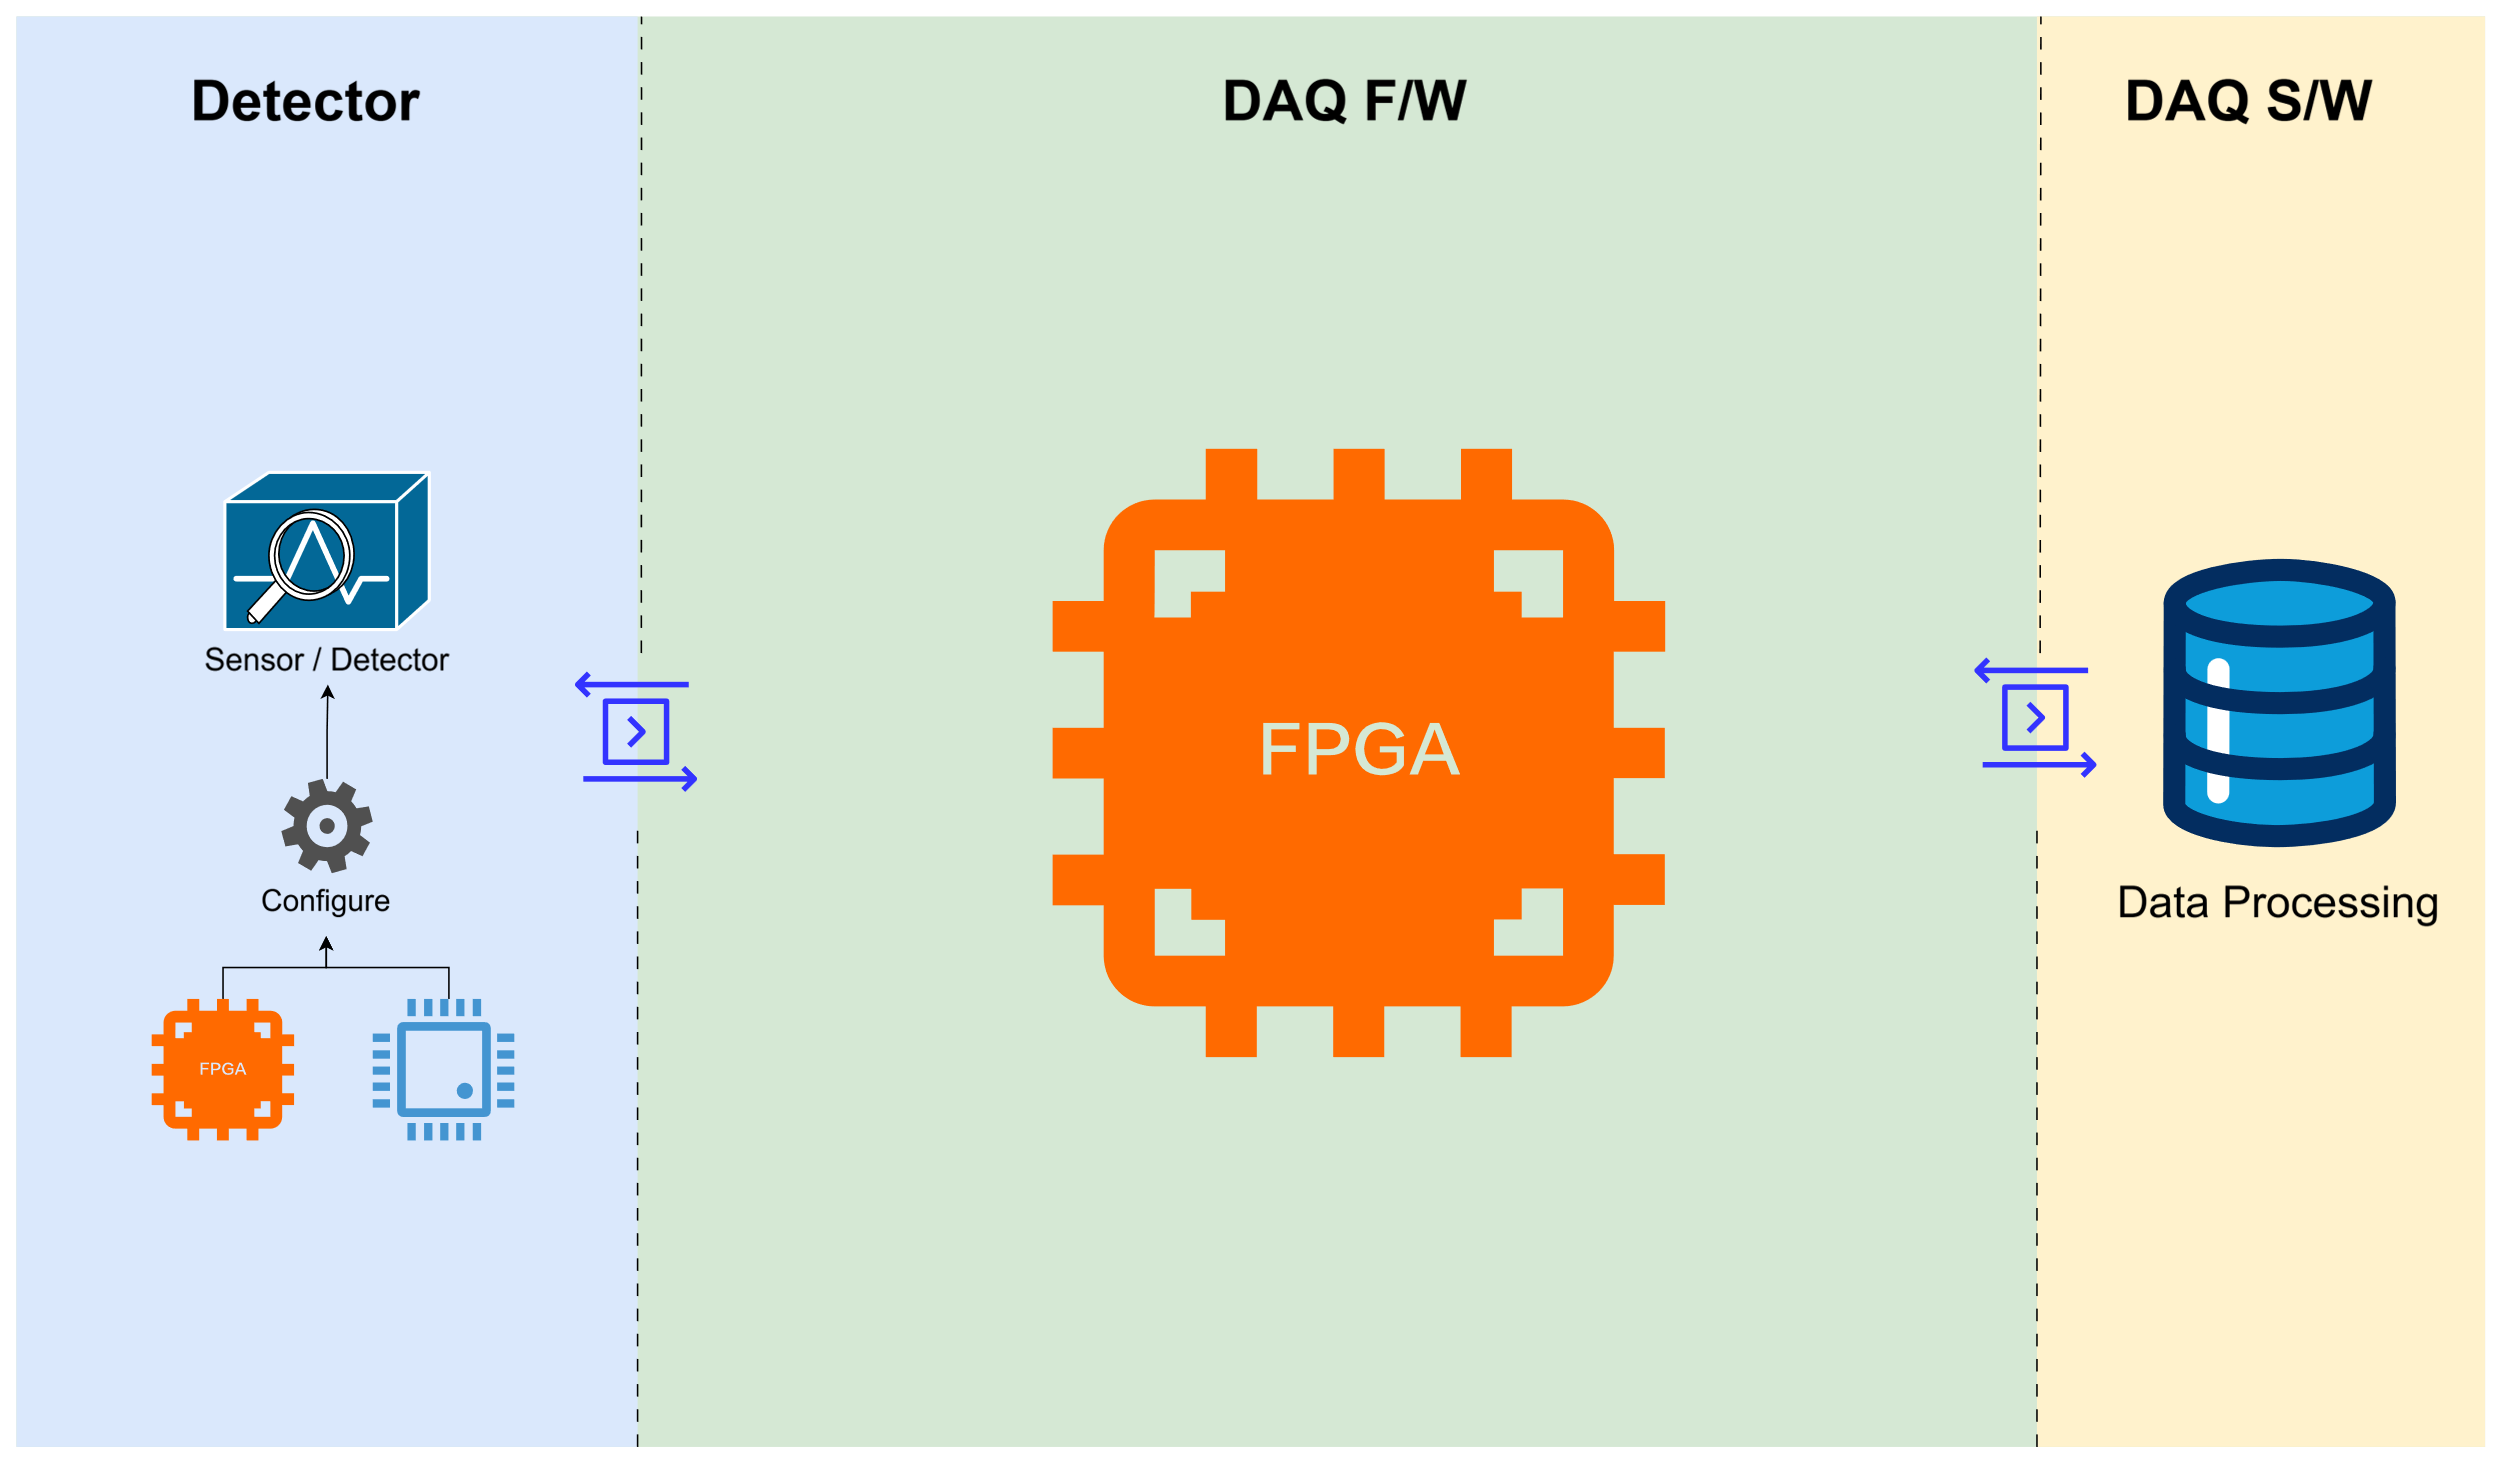 Detector
DAQ F/W
DAQ S/W
Sensor / Detector
Configure
FPGA
FPGA
Data Processing